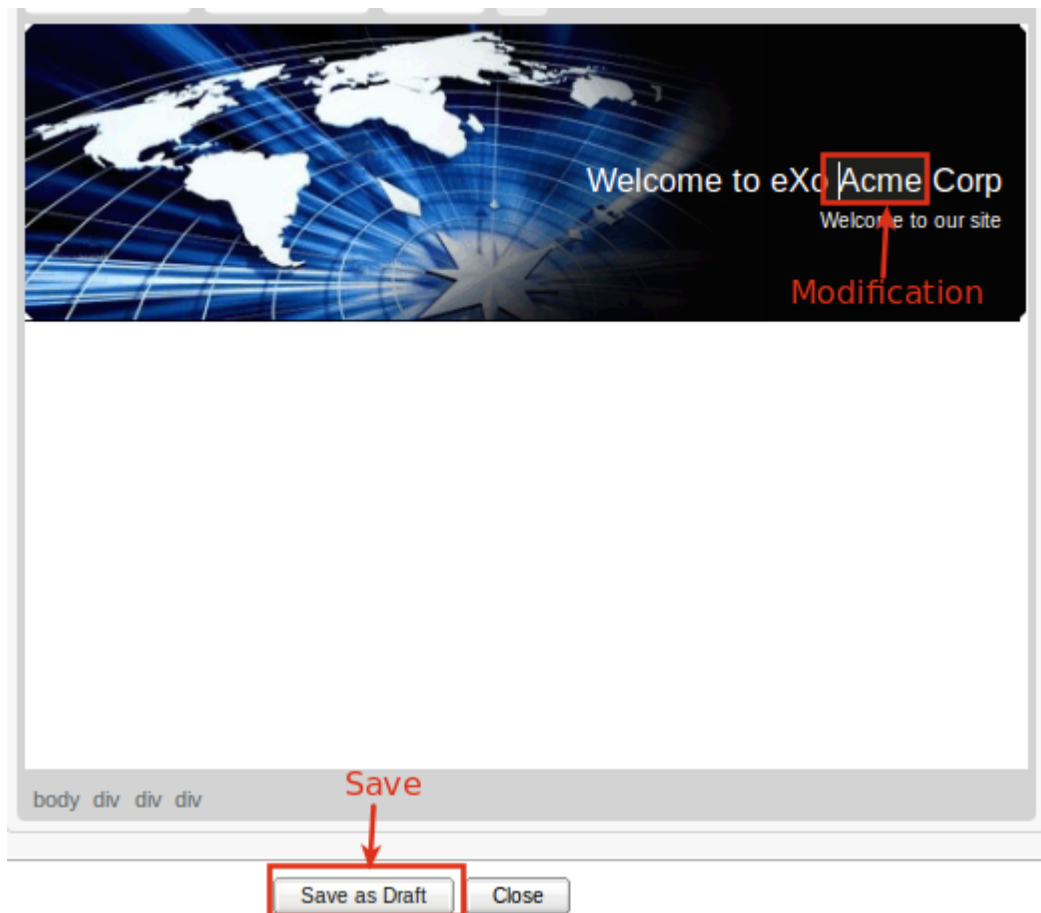 Welcome to eXo Acme Corp
Welcome to our site
Modification
Save
body div div div
Save as Draft Close